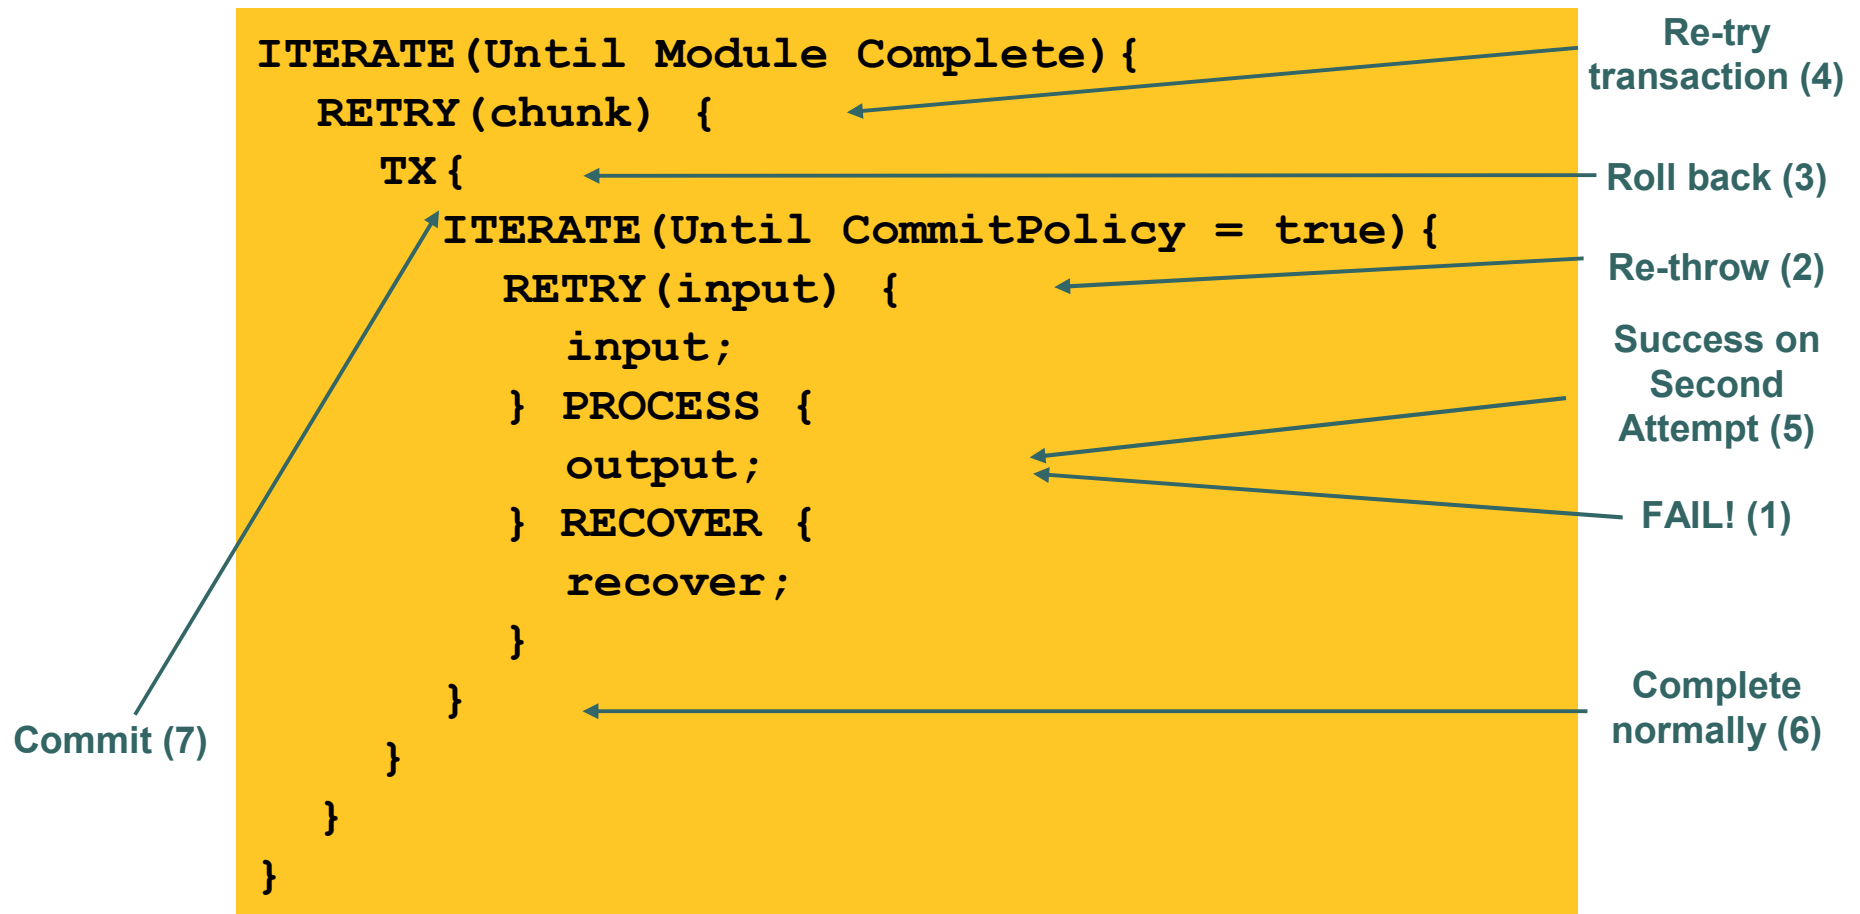 ITERATE(Until Module Complete){
RETRY(chunk) {
TX{
ITERATE(Until CommitPolicy = true){
RETRY(input) {
input;
} PROCESS {
output;
} RECOVER {
recover;
}
}
}
}
}
Re-try
transaction (4)
Roll back (3)
Re-throw (2)
Success on
Second
Attempt (5)
FAIL! (1)
Complete
normally (6)
Commit (7)